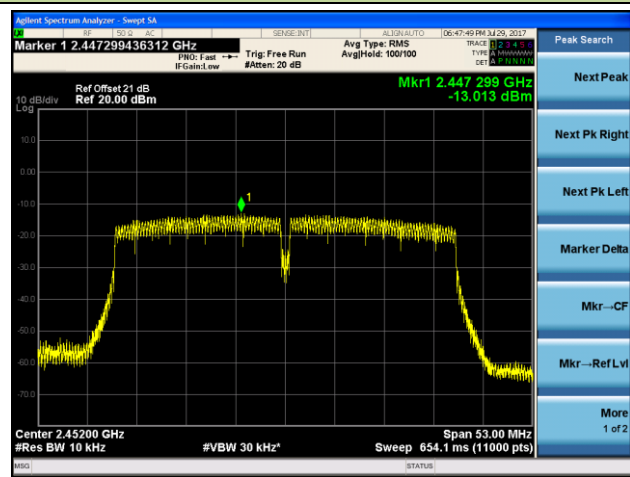 Agilent Spectrum Analyzer - Swept SA
RF 50 Ω AC SENSE:INT ALIGNAUTO 06:47:49 PM Jul 29, 2017
Marker 1 2.447299436312 GHz
PNO: Fast
IFGain:Low
Trig: Free Run
#Atten: 20 dB
Avg Type: RMS
Avg|Hold: 100/100
TRACE 1 2 3 4 5 6
TYPE A M
DET A P N N N N
Peak Search
Ref Offset 21 dB
10 dB/div Ref 20.00 dBm
Log
Mkr1 2.447 299 GHz
-13.013 dBm
10.0
0.00
-10.0
-20.0
-30.0
-40.0
-50.0
-60.0
-70.0
1
Center 2.45200 GHz Span 53.00 MHz
#Res BW 10 kHz #VBW 30 kHz* Sweep 654.1 ms (11000 pts)
MSG STATUS
Next Peak
Next Pk Right
Next Pk Left
Marker Delta
Mkr→CF
Mkr→Ref Lvl
More
1 of 2